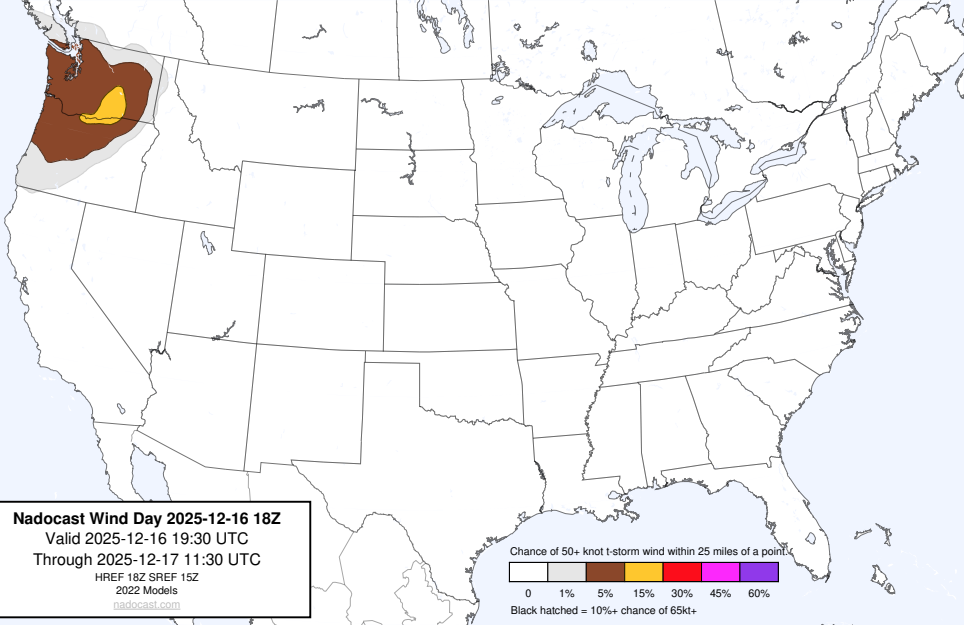 Nadocast Wind Day 2025-12-16 18Z
Valid 2025-12-16 19:30 UTC
Through 2025-12-17 11:30 UTC
HREF 18Z SREF 15Z
2022 Models
nadocast.com
Chance of 50+ knot t-storm wind within 25 miles of a point.
0 1% 5% 15% 30% 45% 60%
Black hatched = 10%+ chance of 65kt+